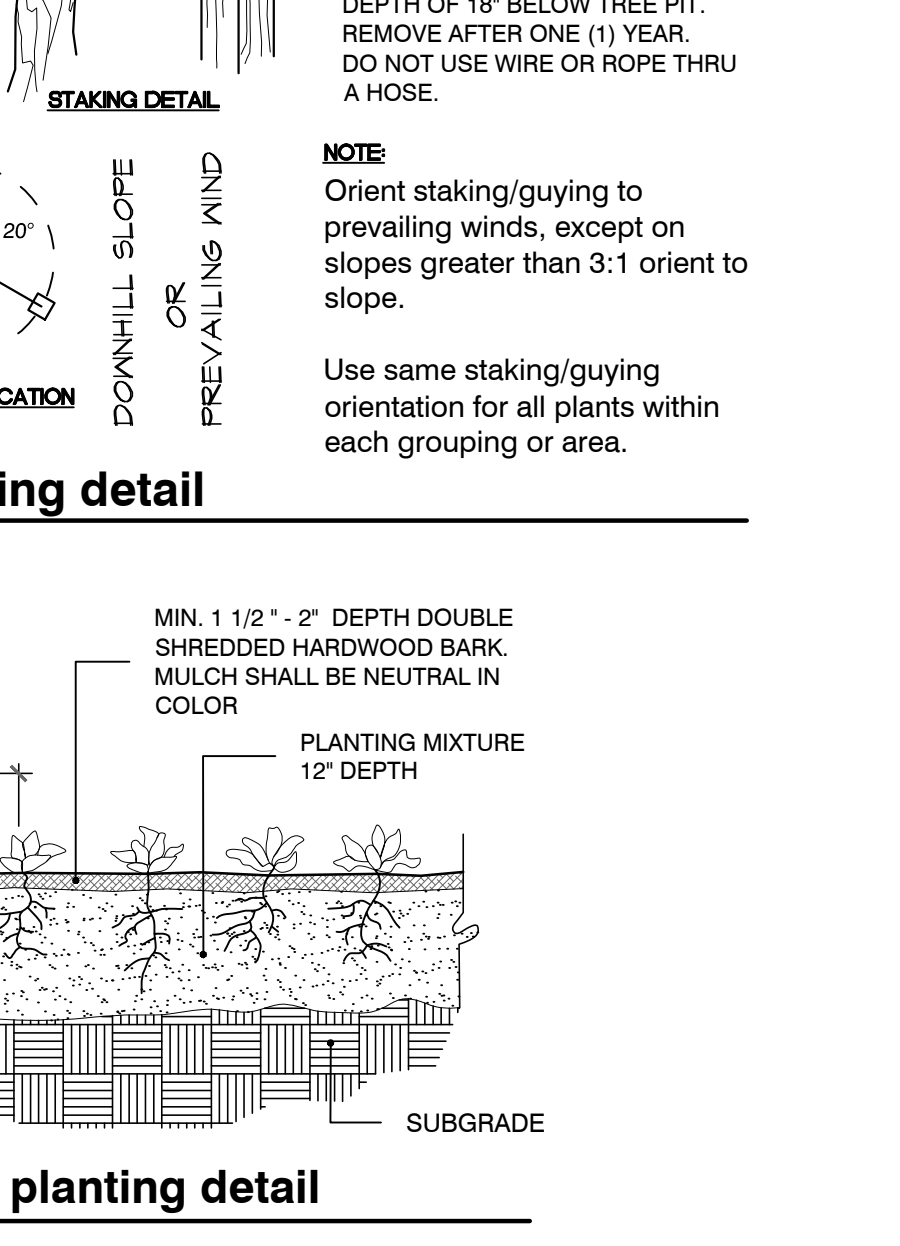 DEPTH OF 18" BELOW TREE PIT.
REMOVE AFTER ONE (1) YEAR.
DO NOT USE WIRE OR ROPE THRU
A HOSE.
STAKING DETAIL
NOTE:
Orient staking/guying to
prevailing winds, except on
slopes greater than 3:1 orient to
slope.
Use same staking/guying
orientation for all plants within
each grouping or area.
20°
DOWNHILL SLOPE
OR
PREVAILING WIND
CATION
ing detail
MIN. 1 1/2 " - 2"  DEPTH DOUBLE
SHREDDED HARDWOOD BARK.
MULCH SHALL BE NEUTRAL IN
COLOR
PLANTING MIXTURE
12" DEPTH
SUBGRADE
planting detail